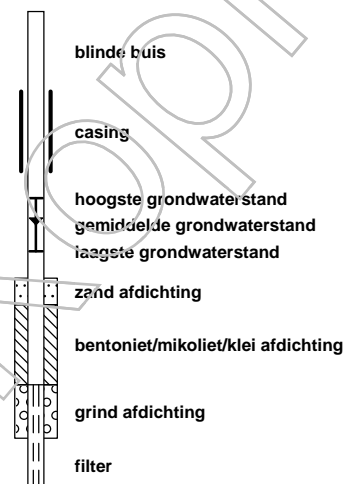 blinde buis
casing
hoogste grondwaterstand
gemiddelde grondwaterstand
laagste grondwaterstand
zand afdichting
bentoniet/mikoliet/klei afdichting
grind afdichting
filter